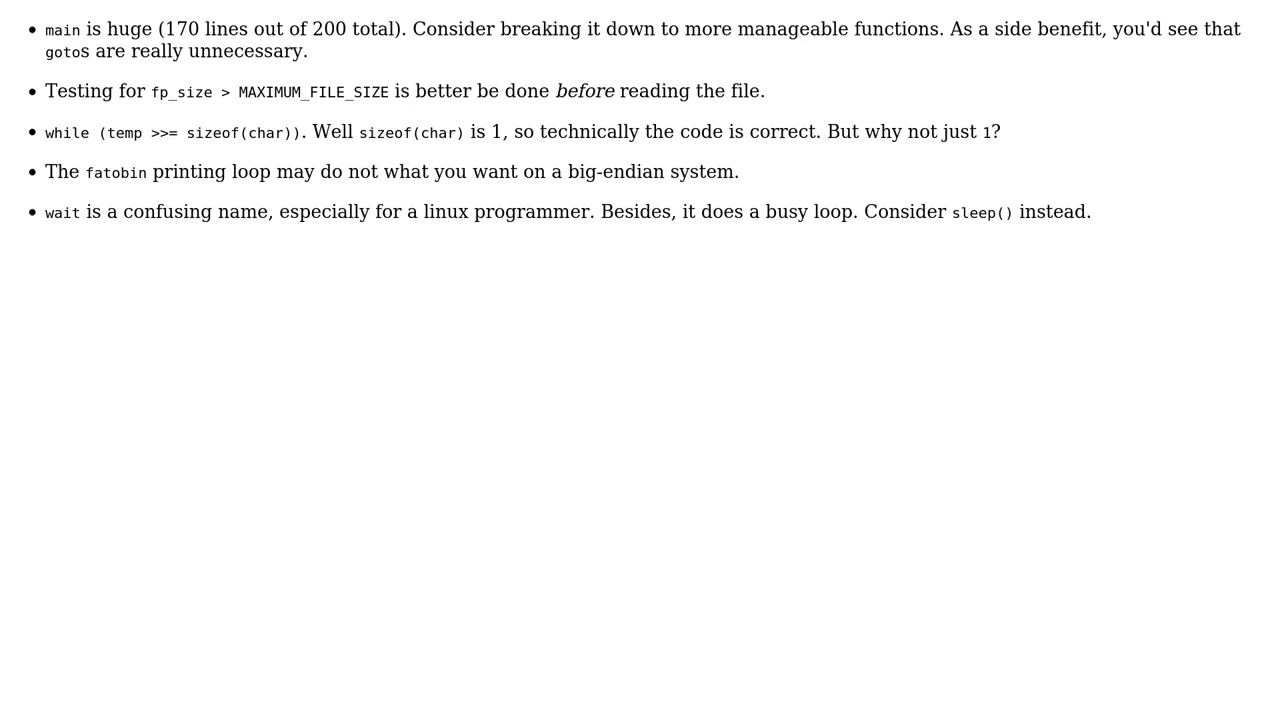 • main is huge (170 lines out of 200 total). Consider breaking it down to more manageable functions. As a side benefit, you'd see that
gotos are really unnecessary.
• Testing for fp_size > MAXIMUM_FILE_SIZE is better be done before reading the file.
• while (temp >>= sizeof(char)). Well sizeof(char) is 1, so technically the code is correct. But why not just 1?
• The fatobin printing loop may do not what you want on a big-endian system.
• wait is a confusing name, especially for a linux programmer. Besides, it does a busy loop. Consider sleep() instead.